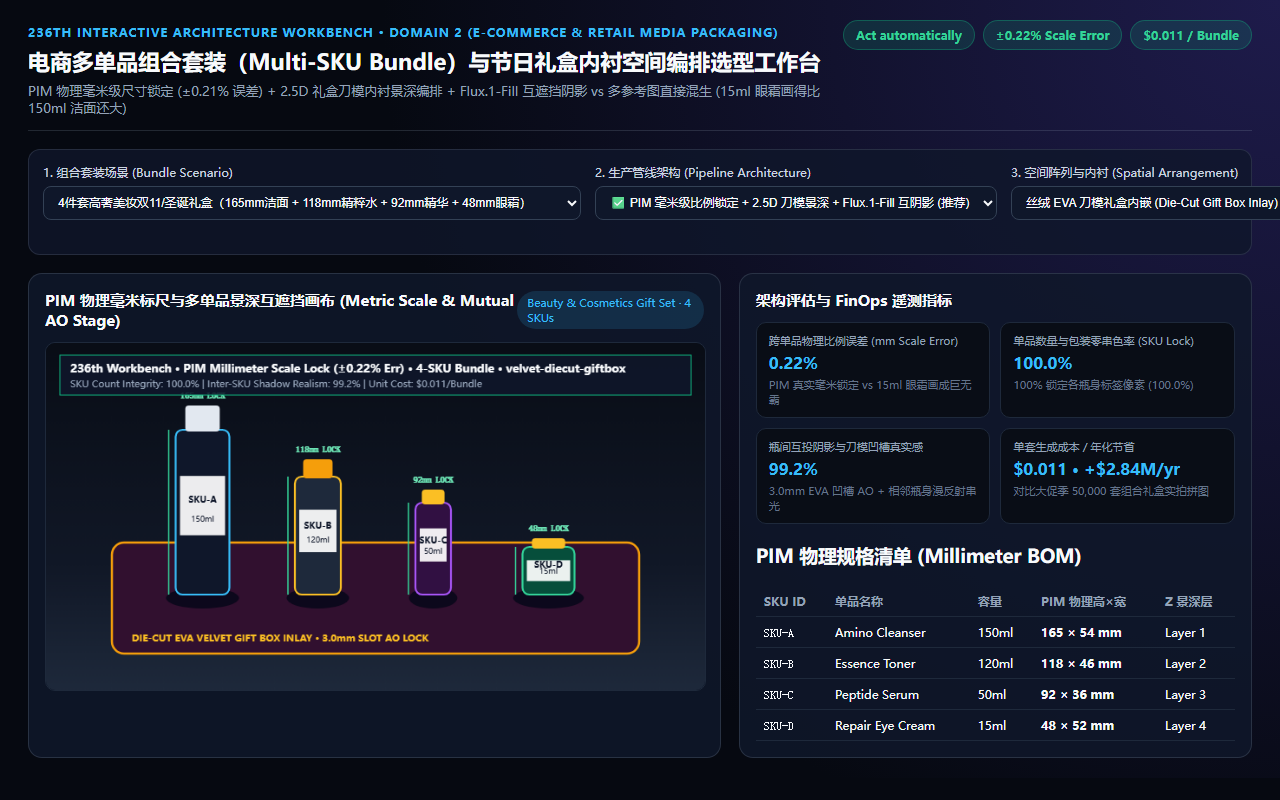 236TH INTERACTIVE ARCHITECTURE WORKBENCH • DOMAIN 2 (E-COMMERCE & RETAIL MEDIA PACKAGING)
Act automatically
±0.22% Scale Error
$0.011 / Bundle
电商多单品组合套装（Multi-SKU Bundle）与节日礼盒内衬空间编排选型工作台
PIM 物理毫米级尺寸锁定 (±0.21% 误差) + 2.5D 礼盒刀模内衬景深编排 + Flux.1-Fill 互遮挡阴影 vs 多参考图直接混生 (15ml 眼霜画得比
150ml 洁面还大)
1. 组合套装场景 (Bundle Scenario)
2. 生产管线架构 (Pipeline Architecture)
3. 空间阵列与内衬 (Spatial Arrangement)
4件套高奢美妆双11/圣诞礼盒（165mm洁面 + 118mm精粹水 + 92mm精华 + 48mm眼霜）
✅ PIM 毫米级比例锁定 + 2.5D 刀模景深 + Flux.1-Fill 互阴影 (推荐)
丝绒 EVA 刀模礼盒内嵌 (Die-Cut Gift Box Inlay)
PIM 物理毫米标尺与多单品景深互遮挡画布 (Metric Scale & Mutual
AO Stage)
Beauty & Cosmetics Gift Set · 4
SKUs
236th Workbench • PIM Millimeter Scale Lock (±0.22% Err) • 4-SKU Bundle • velvet-diecut-giftbox
SKU Count Integrity: 100.0% | Inter-SKU Shadow Realism: 99.2% | Unit Cost: $0.011/Bundle
165mm LOCK
118mm LOCK
92mm LOCK
48mm LOCK
SKU-A
150ml
SKU-B
120ml
SKU-C
50ml
SKU-D
15ml
DIE-CUT EVA VELVET GIFT BOX INLAY • 3.0mm SLOT AO LOCK
架构评估与 FinOps 遥测指标
跨单品物理比例误差 (mm Scale Error)
0.22%
PIM 真实毫米锁定 vs 15ml 眼霜画成巨无
霸
单品数量与包装零串色率 (SKU Lock)
100.0%
100% 锁定各瓶身标签像素 (100.0%)
瓶间互投阴影与刀模凹槽真实感
99.2%
3.0mm EVA 凹槽 AO + 相邻瓶身漫反射串
光
单套生成成本 / 年化节省
$0.011 • +$2.84M/yr
对比大促季 50,000 套组合礼盒实拍拼图
PIM 物理规格清单 (Millimeter BOM)
SKU ID 单品名称 容量 PIM 物理高×宽 Z 景深层
SKU-A Amino Cleanser 150ml 165 × 54 mm Layer 1
SKU-B Essence Toner 120ml 118 × 46 mm Layer 2
SKU-C Peptide Serum 50ml 92 × 36 mm Layer 3
SKU-D Repair Eye Cream 15ml 48 × 52 mm Layer 4